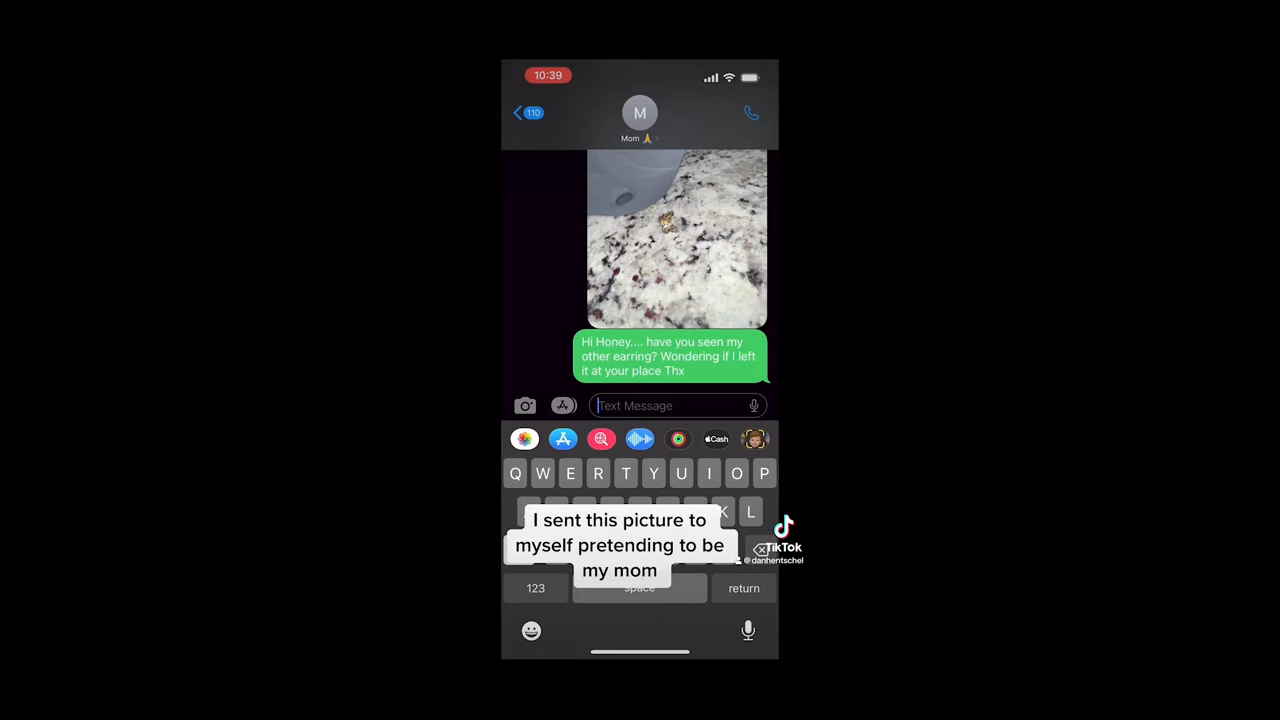 10:39
110
M
Mom 🙏
Hi Honey.... have you seen my
other earring? Wondering if I left
it at your place Thx
Text Message
Cash
Q W E R T Y U I O P
K L
I sent this picture to
myself pretending to be
my mom
TikTok
@danhentschel
123
space
return